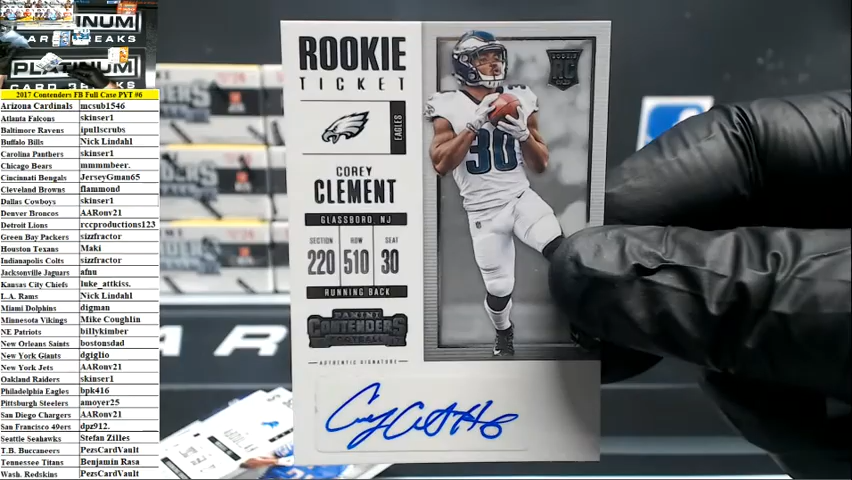 PLATINUM
CARD BREAKS
2017 Contenders FB Full Case PYT #6
Arizona Cardinals mcsub1546
Atlanta Falcons skinser1
Baltimore Ravens ipullscrubs
Buffalo Bills Nick Lindahl
Carolina Panthers skinser1
Chicago Bears mmmmbeer.
Cincinnati Bengals JerseyGman65
Cleveland Browns flammond
Dallas Cowboys skinser1
Denver Broncos AARonv21
Detroit Lions rccproductions123
Green Bay Packers sizzfractor
Houston Texans Maki
Indianapolis Colts sizzfractor
Jacksonville Jaguars afnu
Kansas City Chiefs luke_attkiss.
L.A. Rams Nick Lindahl
Miami Dolphins digman
Minnesota Vikings Mike Coughlin
NE Patriots billykimber
New Orleans Saints bostonsdad
New York Giants dgiglio
New York Jets AARonv21
Oakland Raiders skinser1
Philadelphia Eagles bpk416
Pittsburgh Steelers amoyer25
San Diego Chargers AARonv21
San Francisco 49ers dpz912.
Seattle Seahawks Stefan Zilles
T.B. Buccaneers PezsCardVault
Tennessee Titans Benjamin Rasa
Wash. Redskins PezsCardVault
ROOKIE
TICKET
EAGLES
COREY
CLEMENT
GLASSBORO, NJ
SECTION ROW SEAT
220 510 30
RUNNING BACK
PANINI
CONTENDERS
FOOTBALL
AUTHENTIC SIGNATURE
30
RC